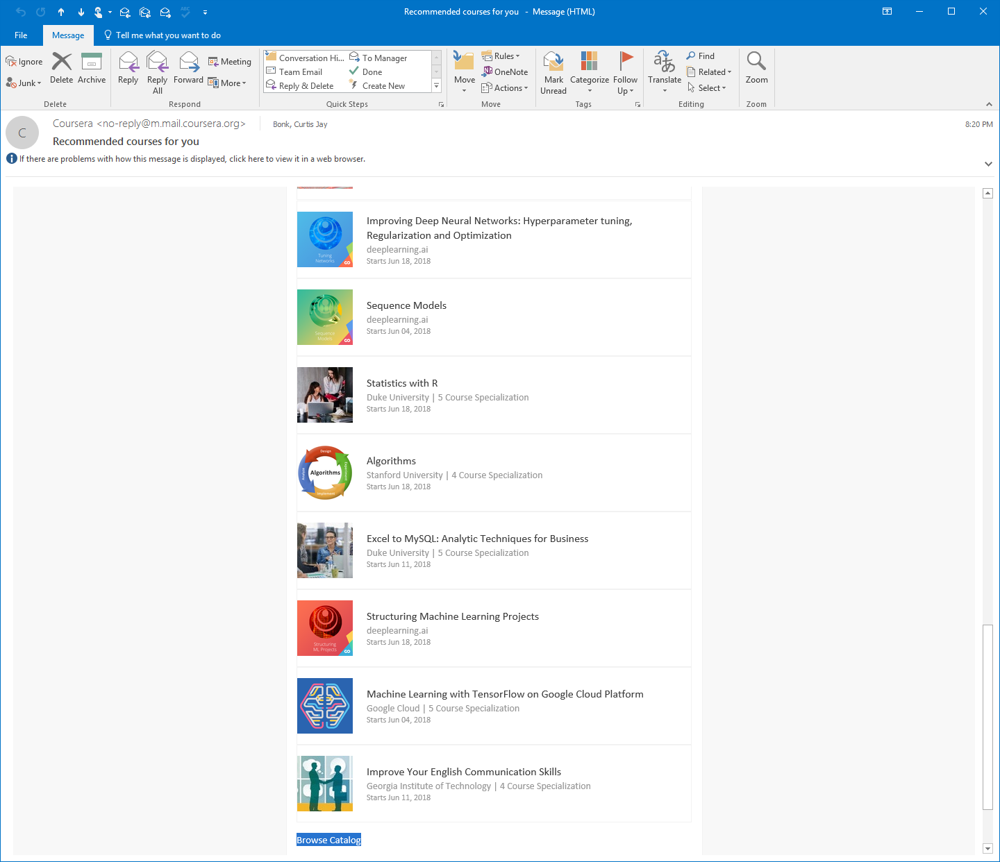 Recommended courses for you - Message (HTML)
File Message Tell me what you want to do
Ignore
Junk
Delete
Archive
Delete
Reply
Reply All
Forward
Meeting
More
Respond
Conversation Hi...
To Manager
Team Email
Done
Reply & Delete
Create New
Quick Steps
Move
Rules
OneNote
Actions
Move
Mark Unread
Categorize
Follow Up
Tags
Translate
Find
Related
Select
Editing
Zoom
Zoom
C
Coursera <no-reply@m.mail.coursera.org>
Bonk, Curtis Jay
8:20 PM
Recommended courses for you
If there are problems with how this message is displayed, click here to view it in a web browser.
Tuning
Networks
Improving Deep Neural Networks: Hyperparameter tuning,
Regularization and Optimization
deeplearning.ai
Starts Jun 18, 2018
Sequence
Models
Sequence Models
deeplearning.ai
Starts Jun 04, 2018
Statistics with R
Duke University | 5 Course Specialization
Starts Jun 18, 2018
Design
Analyze
Algorithms
Experiment
Implement
Algorithms
Stanford University | 4 Course Specialization
Starts Jun 18, 2018
Excel to MySQL: Analytic Techniques for Business
Duke University | 5 Course Specialization
Starts Jun 11, 2018
Structuring
ML Projects
Structuring Machine Learning Projects
deeplearning.ai
Starts Jun 18, 2018
Machine Learning with TensorFlow on Google Cloud Platform
Google Cloud | 5 Course Specialization
Starts Jun 04, 2018
Improve Your English Communication Skills
Georgia Institute of Technology | 4 Course Specialization
Starts Jun 11, 2018
Browse Catalog